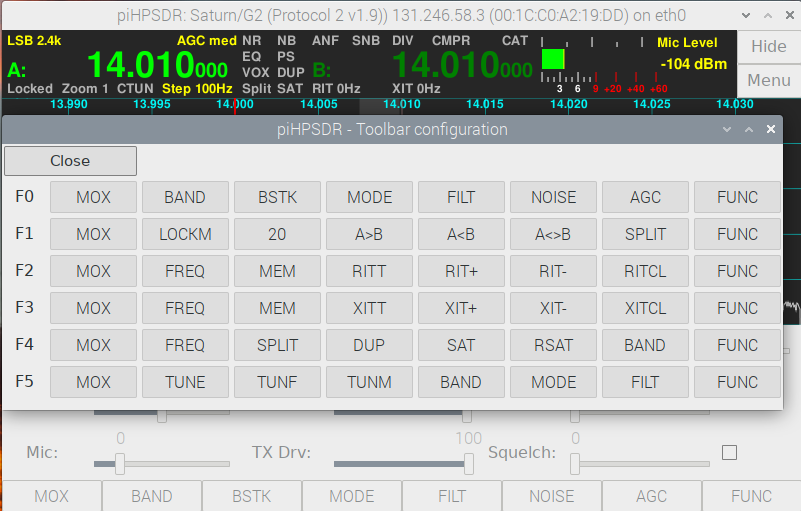 piHPSDR: Saturn/G2 (Protocol 2 v1.9)) 131.246.58.3 (00:1C:C0:A2:19:DD) on eth0
LSB 2.4k AGC med NR NB ANF SNB DIV CMPR CAT Mic Level Hide
A: 14.010000 EQ PS B: 14.010000 -104 dBm
VOX DUP
Locked Zoom 1 CTUN Step 100Hz Split SAT RIT 0Hz XIT 0Hz 3 6 9 +20 +40 +60 Menu
13.990 13.995 14.000 14.005 14.010 14.015 14.020 14.025 14.030
piHPSDR - Toolbar configuration
Close
F0 MOX BAND BSTK MODE FILT NOISE AGC FUNC
F1 MOX LOCKM 20 A>B A<B A<>B SPLIT FUNC
F2 MOX FREQ MEM RITT RIT+ RIT- RITCL FUNC
F3 MOX FREQ MEM XITT XIT+ XIT- XITCL FUNC
F4 MOX FREQ SPLIT DUP SAT RSAT BAND FUNC
F5 MOX TUNE TUNF TUNM BAND MODE FILT FUNC
0 100 0
Mic: TX Drv: Squelch:
MOX BAND BSTK MODE FILT NOISE AGC FUNC